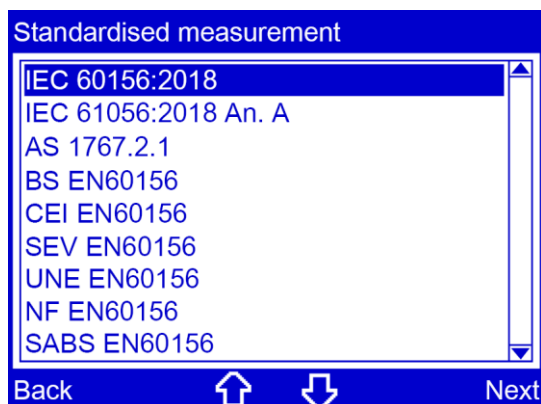 Standardised measurement
IEC 60156:2018
IEC 61056:2018 An. A
AS 1767.2.1
BS EN60156
CEI EN60156
SEV EN60156
UNE EN60156
NF EN60156
SABS EN60156
Back Next